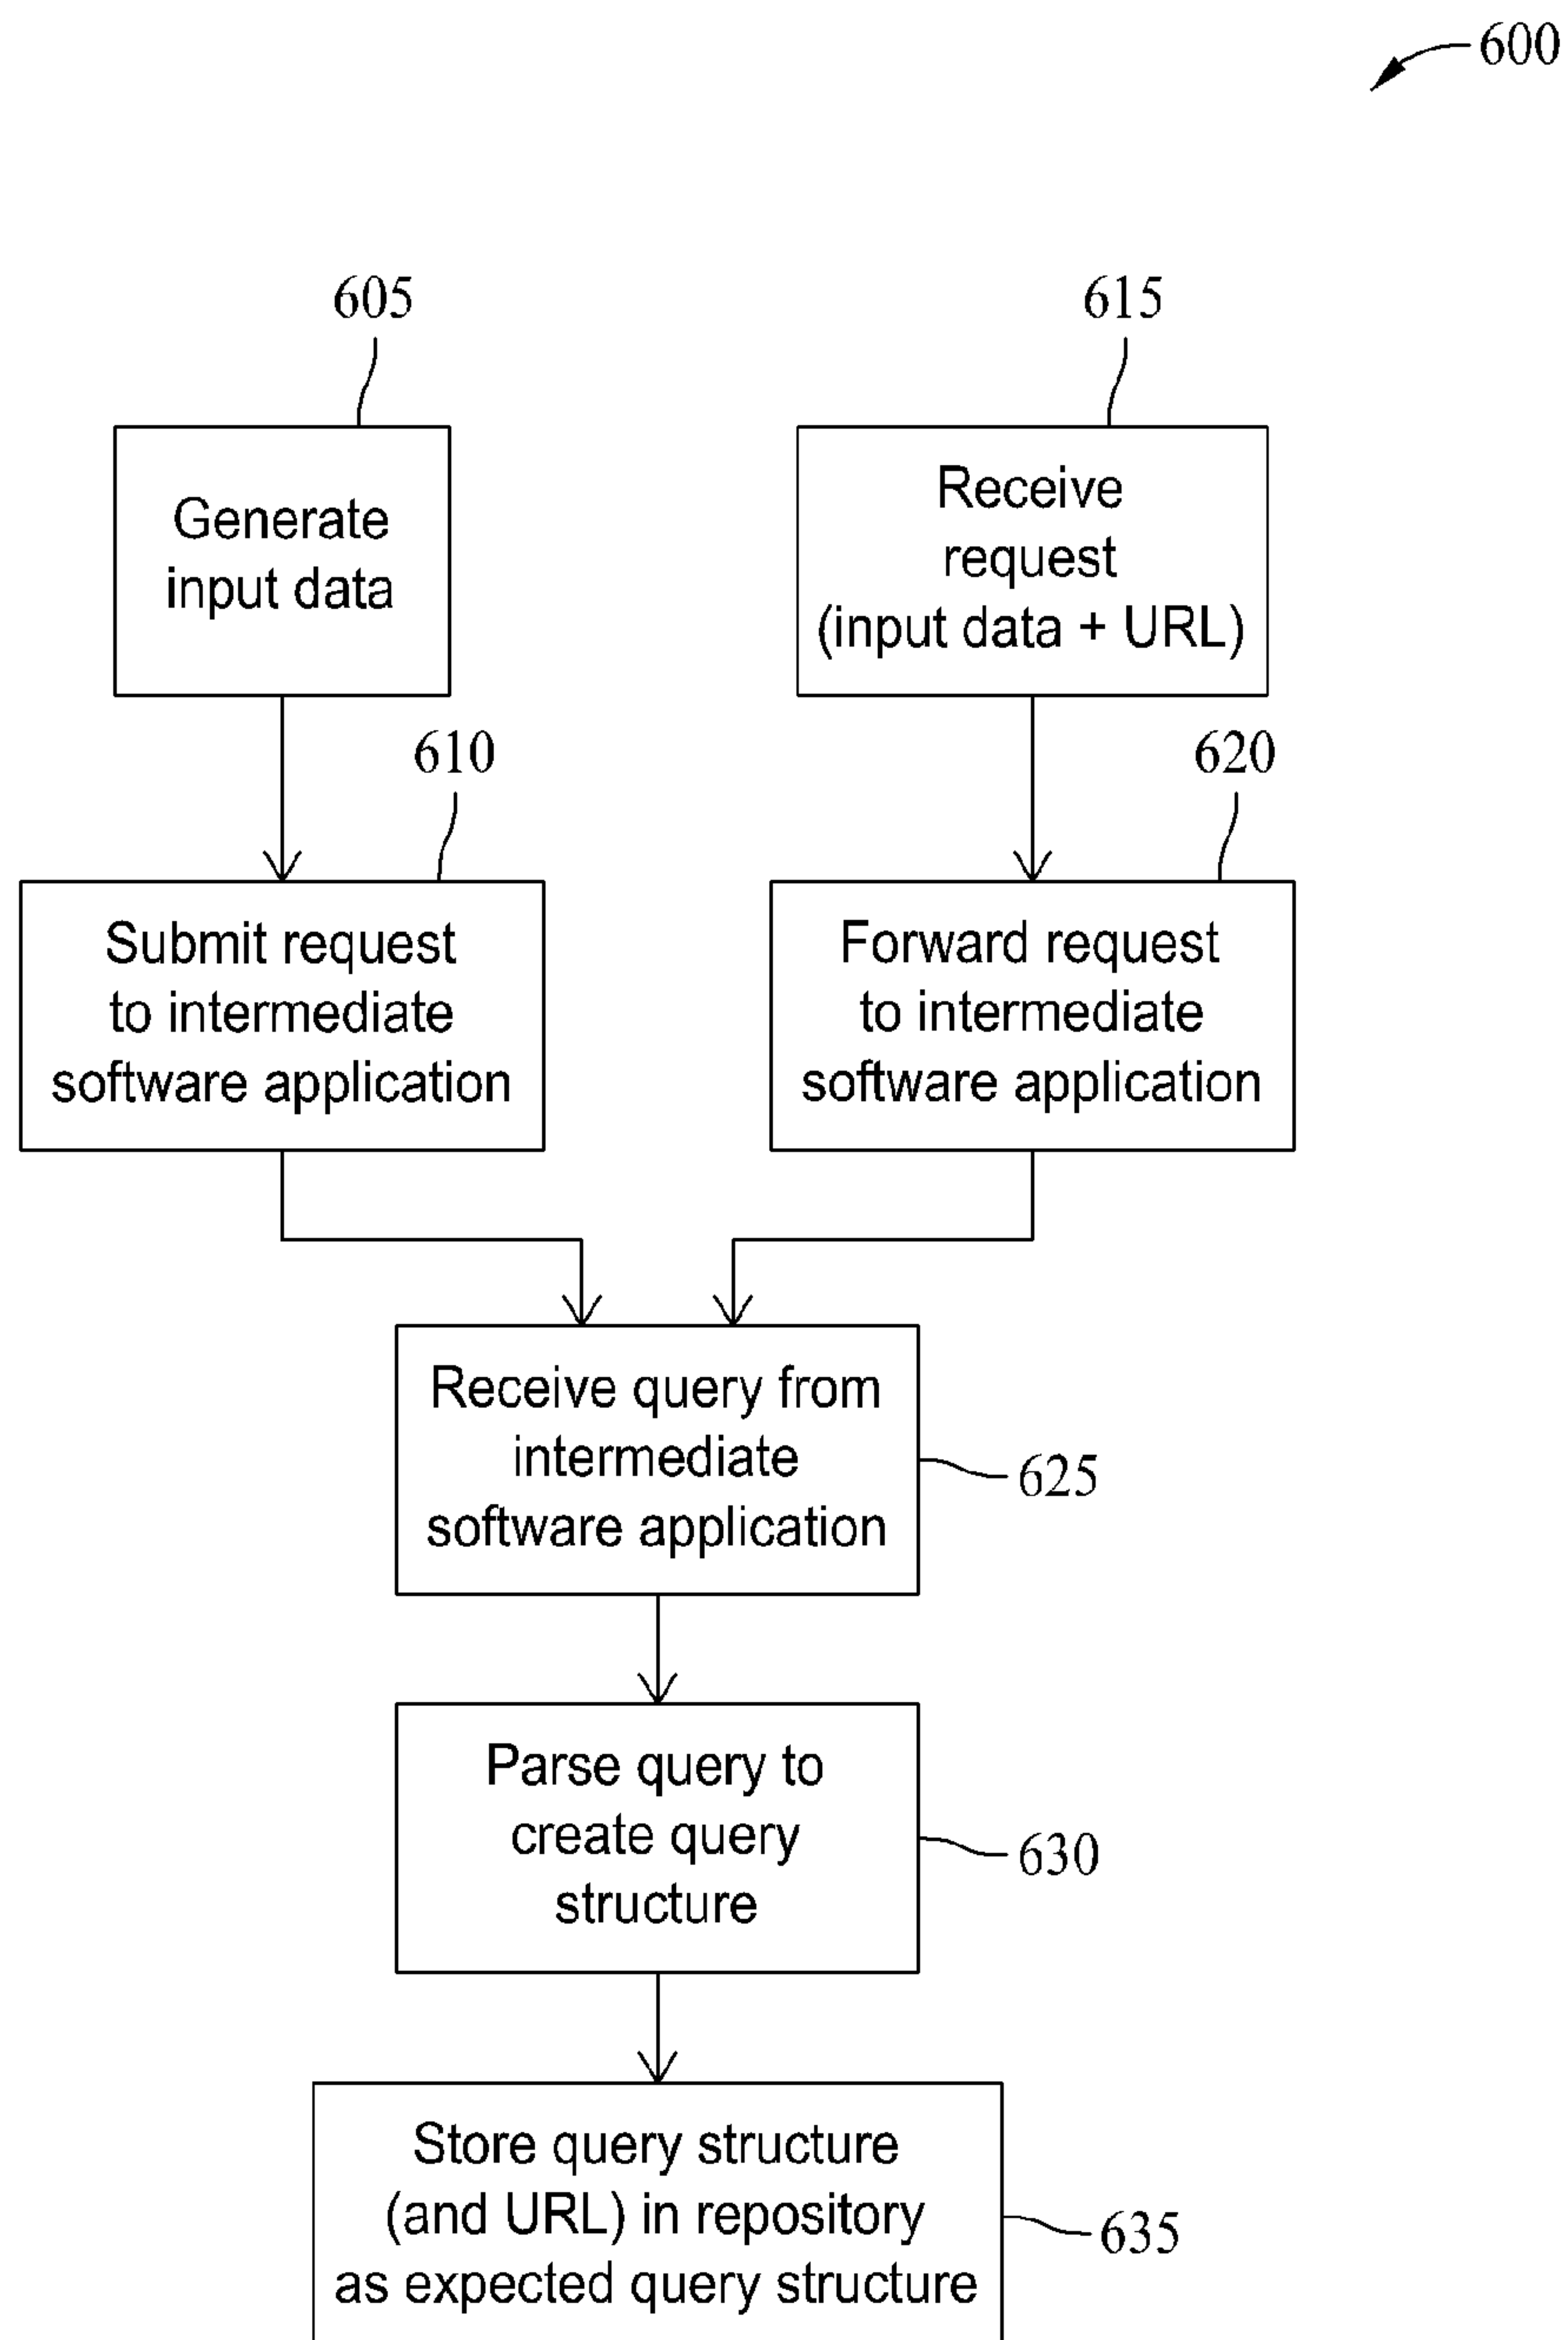 600
605
Generate
input data
615
Receive
request
(input data + URL)
610
Submit request
to intermediate
software application
620
Forward request
to intermediate
software application
Receive query from
intermediate
software application
625
Parse query to
create query
structure
630
Store query structure
(and URL) in repository
as expected query structure
635